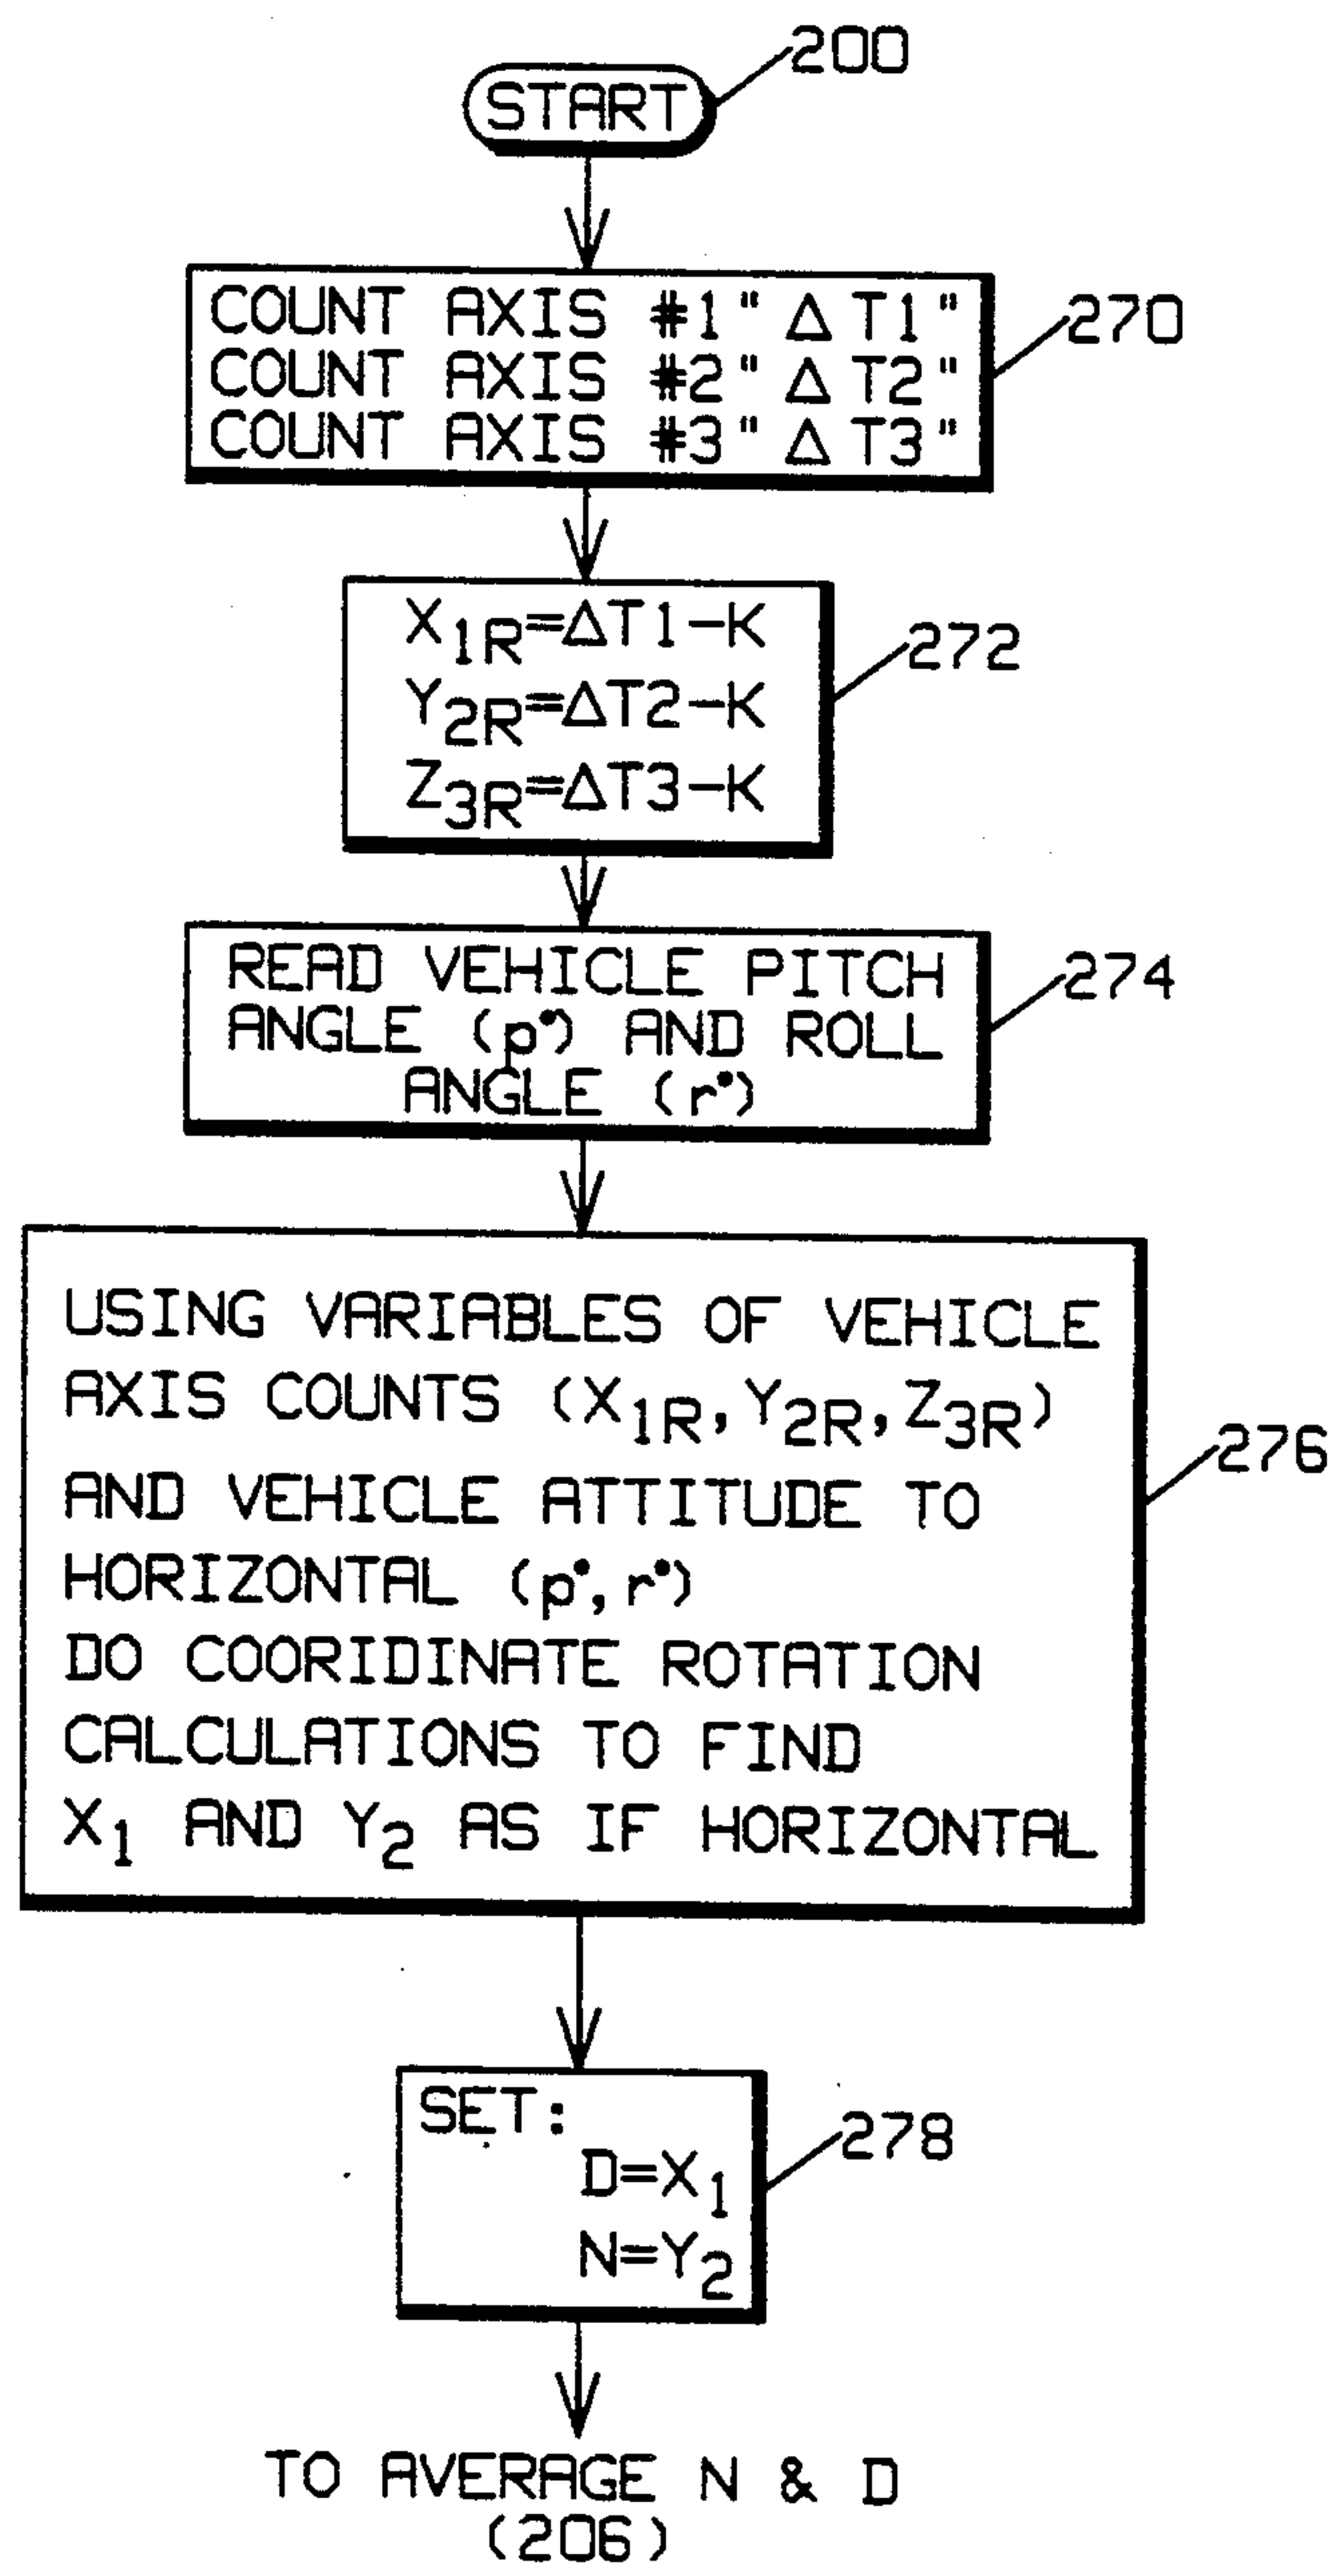 200
START
COUNT AXIS #1" Δ T1"
COUNT AXIS #2" Δ T2"
COUNT AXIS #3" Δ T3"
270
X1R=ΔT1-K
Y2R=ΔT2-K
Z3R=ΔT3-K
272
READ VEHICLE PITCH
ANGLE (p°) AND ROLL
ANGLE (r°)
274
USING VARIABLES OF VEHICLE
AXIS COUNTS (X1R, Y2R, Z3R)
AND VEHICLE ATTITUDE TO
HORIZONTAL (p°, r°)
DO COORIDINATE ROTATION
CALCULATIONS TO FIND
X1 AND Y2 AS IF HORIZONTAL
276
SET:
D=X1
N=Y2
278
TO AVERAGE N & D
(206)